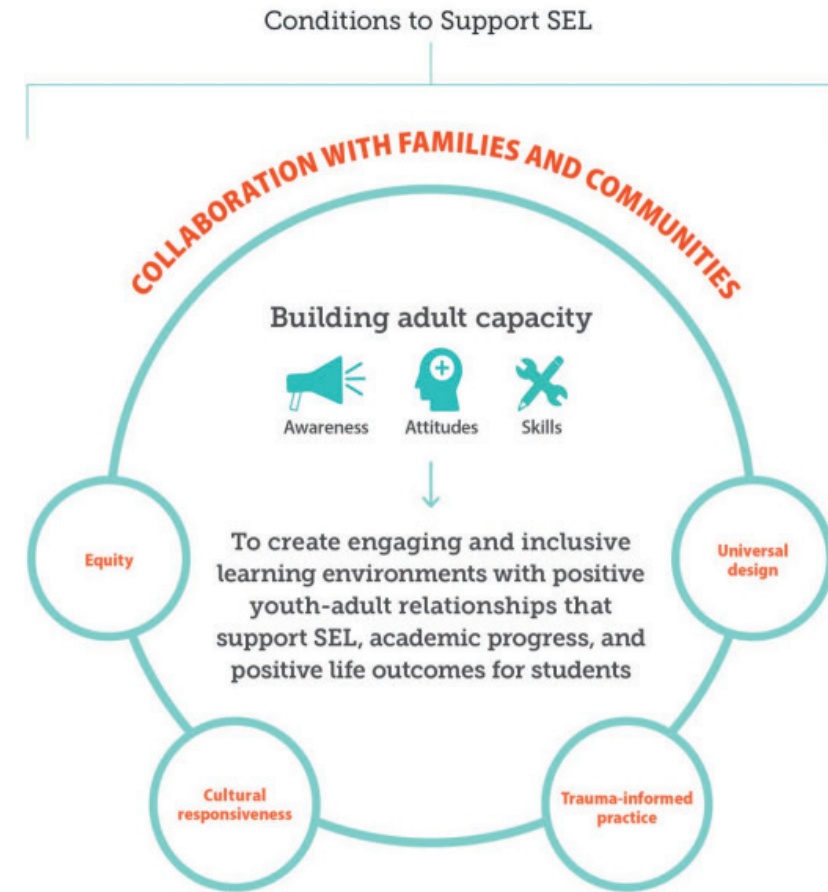 Conditions to Support SEL
COLLABORATION WITH FAMILIES AND COMMUNITIES
Building adult capacity
Awareness
Attitudes
Skills
To create engaging and inclusive
learning environments with positive
youth-adult relationships that
support SEL, academic progress, and
positive life outcomes for students
Equity
Universal
design
Cultural
responsiveness
Trauma-informed
practice